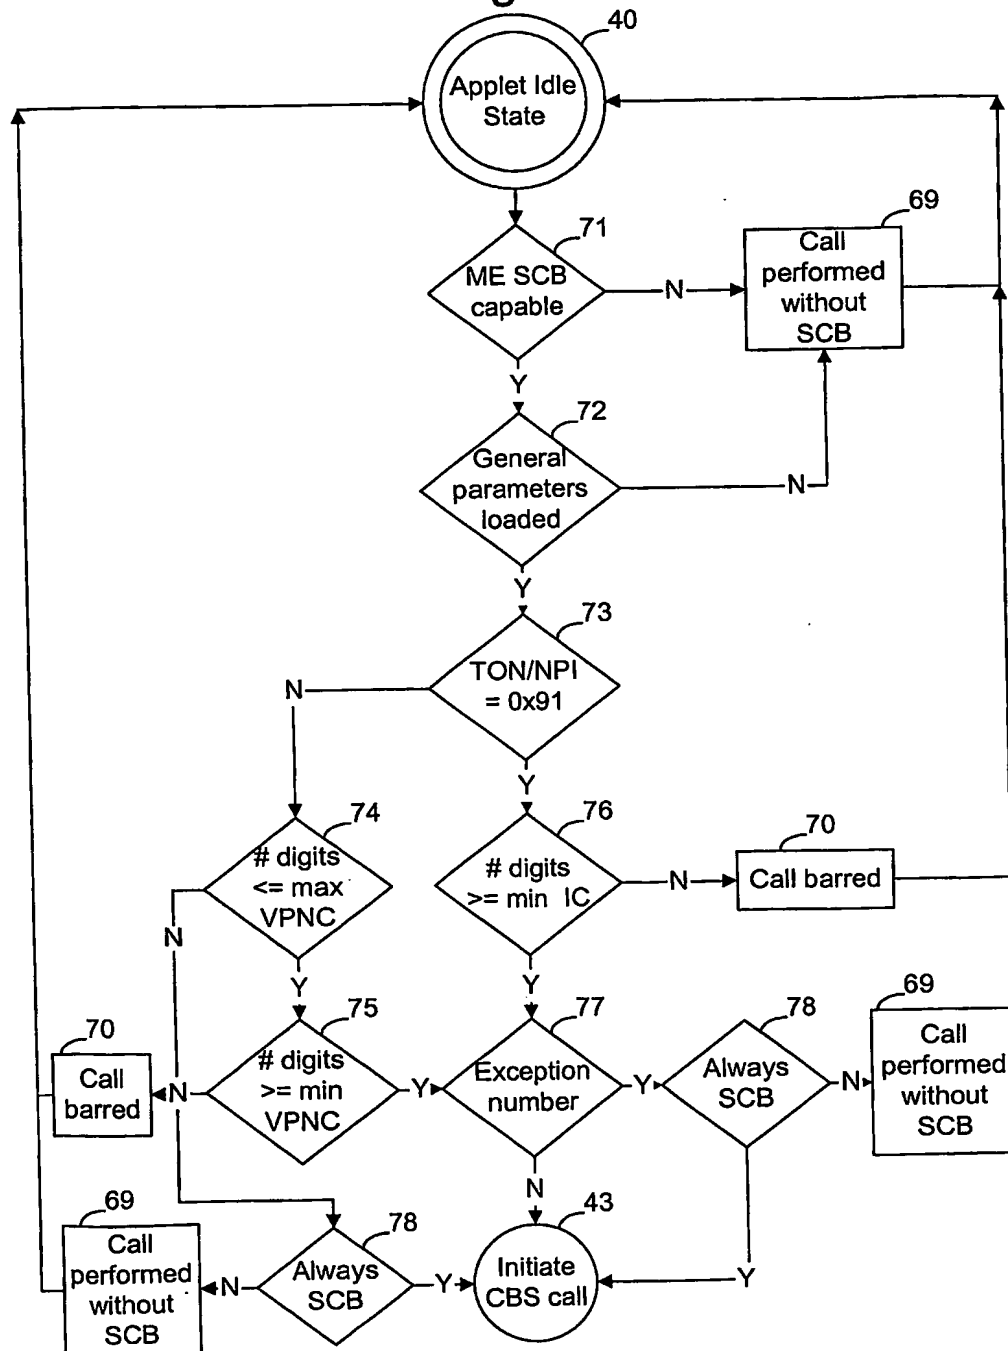 40
Applet Idle
State
71
ME SCB
capable
N
69
Call
performed
without
SCB
Y
72
General
parameters
loaded
N
Y
73
TON/NPI
= 0x91
N
Y
74
# digits
<= max
VPNC
N
Y
76
# digits
>= min IC
N
70
Call barred
Y
75
# digits
>= min
VPNC
N
70
Call
barred
Y
77
Exception
number
Y
78
Always
SCB
N
69
Call
performed
without
SCB
N
Y
69
Call
performed
without
SCB
N
78
Always
SCB
Y
43
Initiate
CBS call